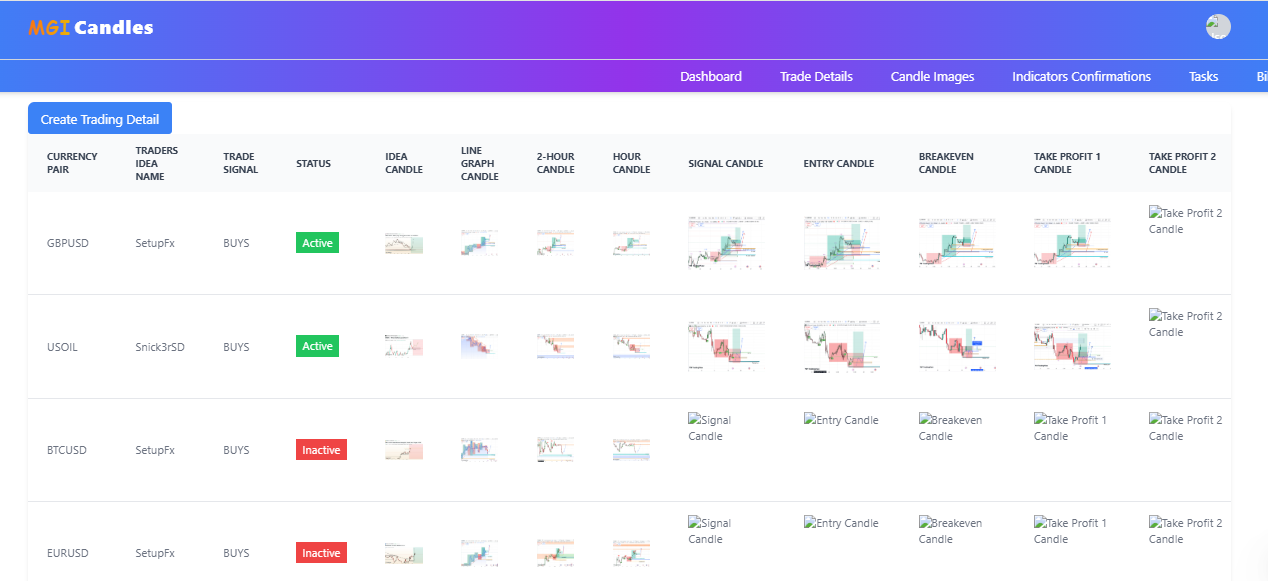 MGI Candles
Dashboard Trade Details Candle Images Indicators Confirmations Tasks Bi
Create Trading Detail
CURRENCY PAIR TRADERS IDEA NAME TRADE SIGNAL STATUS IDEA CANDLE LINE GRAPH CANDLE 2-HOUR CANDLE HOUR CANDLE SIGNAL CANDLE ENTRY CANDLE BREAKEVEN CANDLE TAKE PROFIT 1 CANDLE TAKE PROFIT 2 CANDLE
GBPUSD SetupFx BUYS Active Take Profit 2 Candle
USOIL Snick3rSD BUYS Active Take Profit 2 Candle
BTCUSD SetupFx BUYS Inactive Signal Candle Entry Candle Breakeven Candle Take Profit 1 Candle Take Profit 2 Candle
EURUSD SetupFx BUYS Inactive Signal Candle Entry Candle Breakeven Candle Take Profit 1 Candle Take Profit 2 Candle